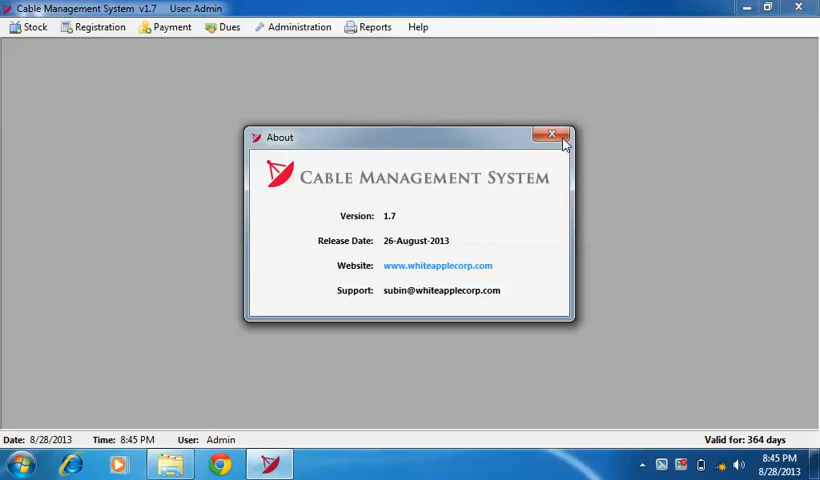 Cable Management System v1.7 User: Admin
Stock Registration Payment Dues Administration Reports Help
About
CABLE MANAGEMENT SYSTEM
Version: 1.7
Release Date: 26-August-2013
Website: www.whiteapplecorp.com
Support: subin@whiteapplecorp.com
Date: 8/28/2013 Time: 8:45 PM User: Admin Valid for: 364 days
8:45 PM
8/28/2013